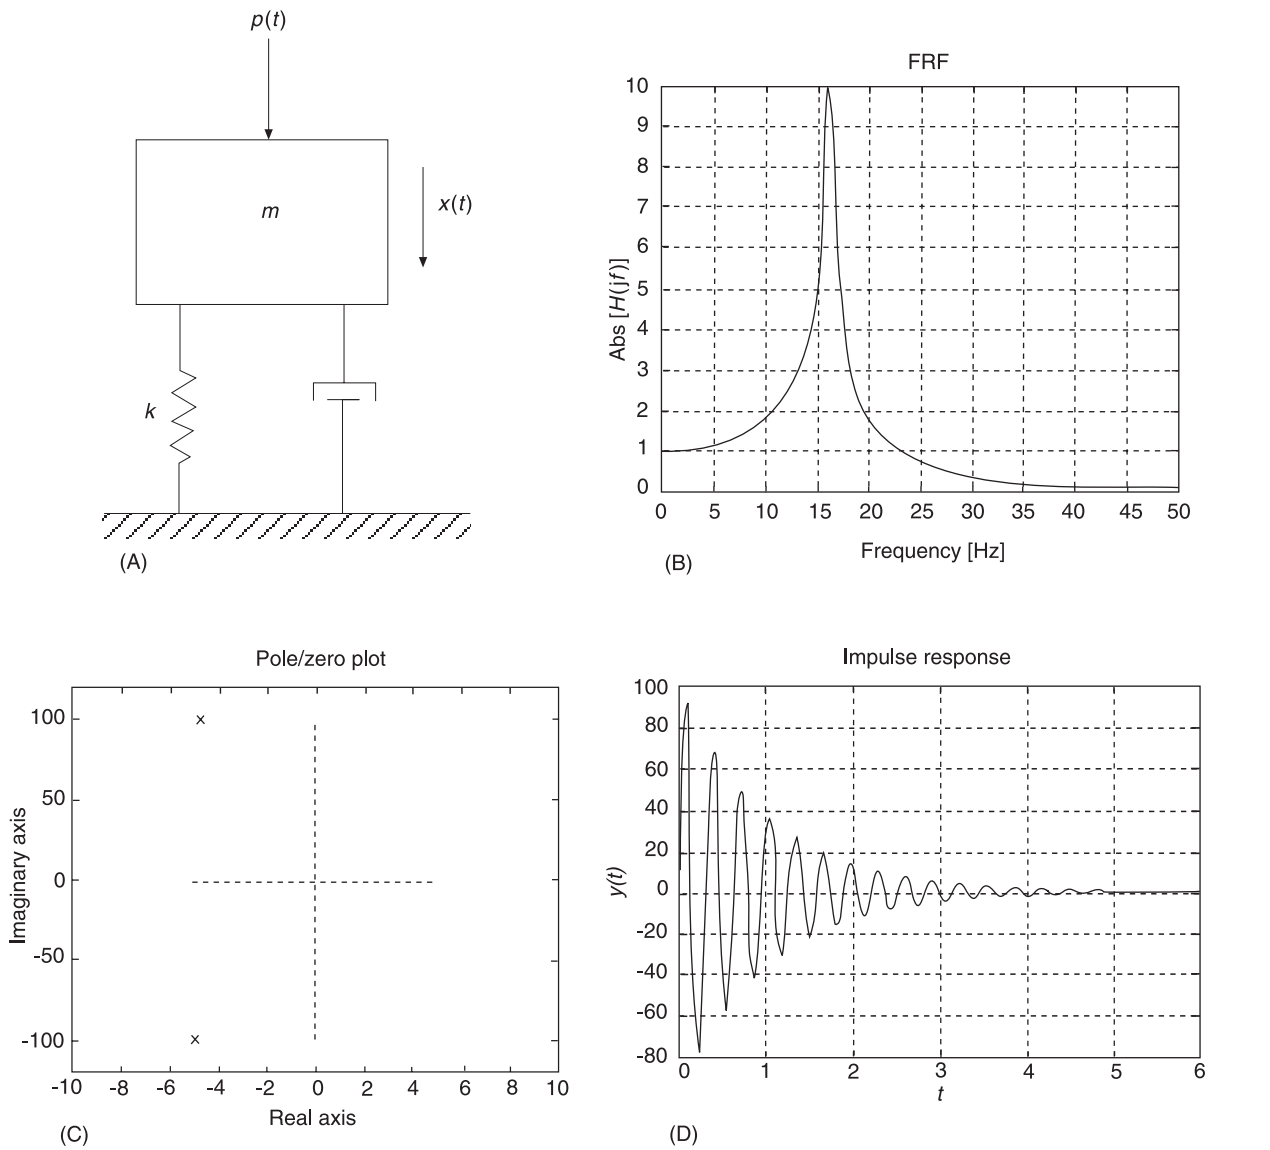 p(t)
m
x(t)
k
(A)
FRF
Abs [H(jf)]
10
9
8
7
6
5
4
3
2
1
0
0 5 10 15 20 25 30 35 40 45 50
Frequency [Hz]
(B)
Pole/zero plot
Imaginary axis
100
50
0
-50
-100
-10 -8 -6 -4 -2 0 2 4 6 8 10
Real axis
(C)
Impulse response
y(t)
100
80
60
40
20
0
-20
-40
-60
-80
0 1 2 3 4 5 6
t
(D)